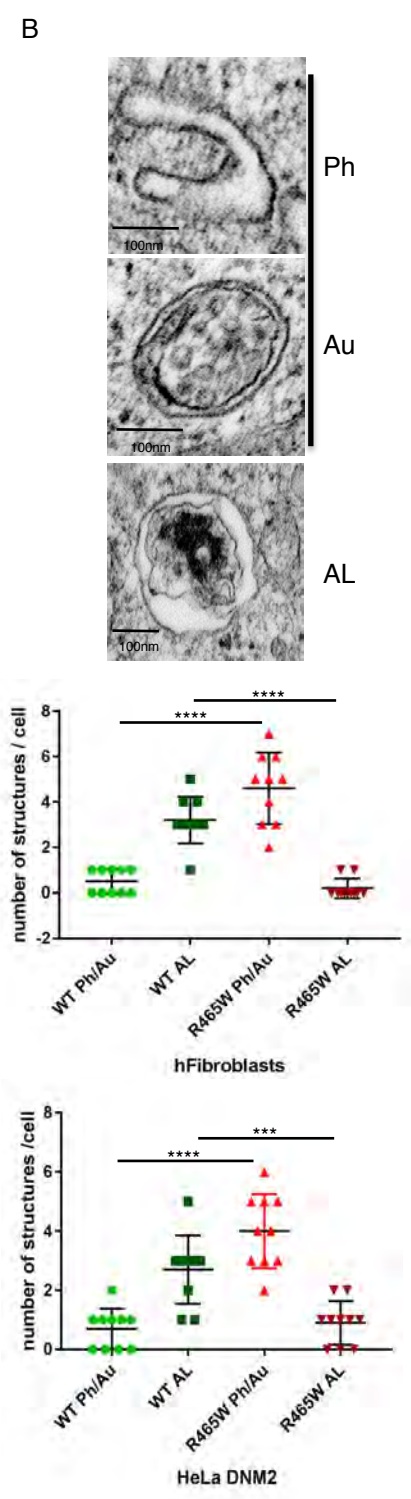 B
Ph
100nm
Au
100nm
AL
100nm
number of structures / cell
8
6
4
2
0
-2
****
****
WT Ph/Au
WT AL
R465W Ph/Au
R465W AL
hFibroblasts
number of structures /cell
8
6
4
2
0
****
***
WT Ph/Au
WT AL
R465W Ph/Au
R465W AL
HeLa DNM2